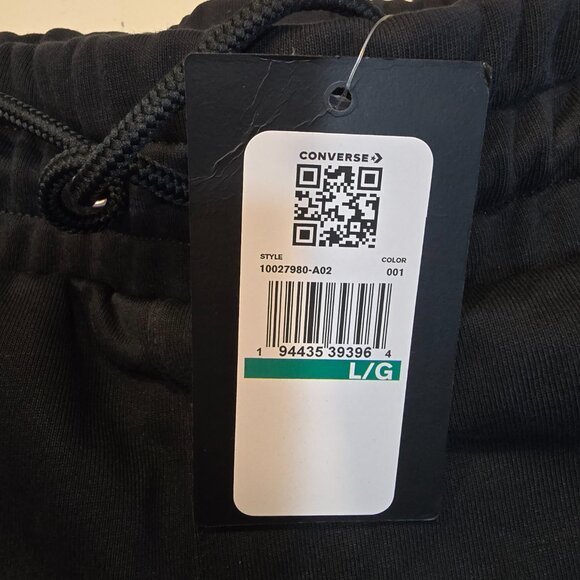 CONVERSE
STYLE COLOR
10027980-A02 001
1 94435 39396 4
L/G